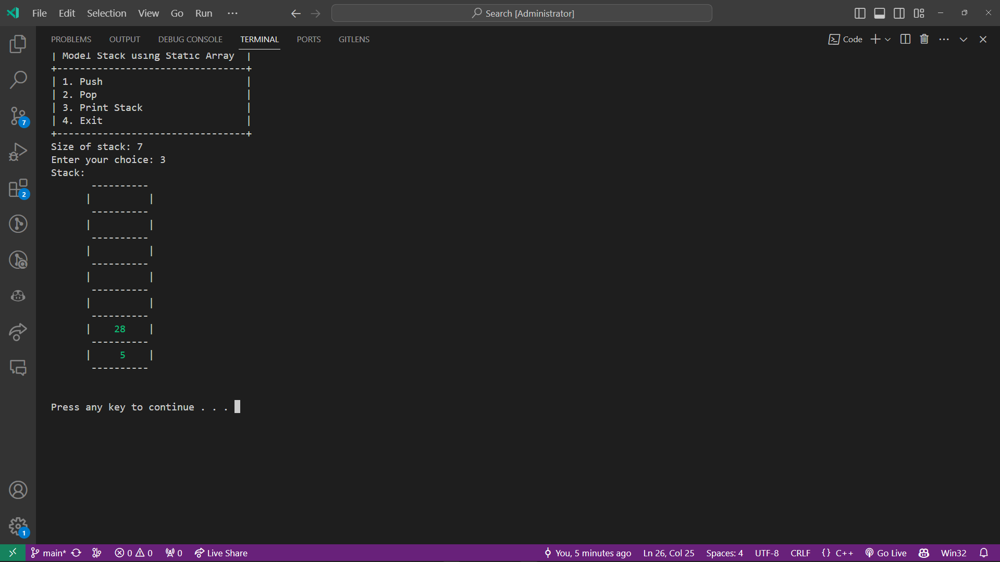 File Edit Selection View Go Run ···
Search [Administrator]
PROBLEMS OUTPUT DEBUG CONSOLE TERMINAL PORTS GITLENS
Code
| Model Stack using Static Array |
+---------------------------------+
| 1. Push |
| 2. Pop |
| 3. Print Stack |
| 4. Exit |
+---------------------------------+
Size of stack: 7
Enter your choice: 3
Stack:
----------
| |
----------
| |
----------
| |
----------
| |
----------
| |
----------
| 28 |
----------
| 5 |
----------
Press any key to continue . . .
7
2
1
main* 0 0 0 Live Share You, 5 minutes ago Ln 26, Col 25 Spaces: 4 UTF-8 CRLF {} C++ Go Live Win32